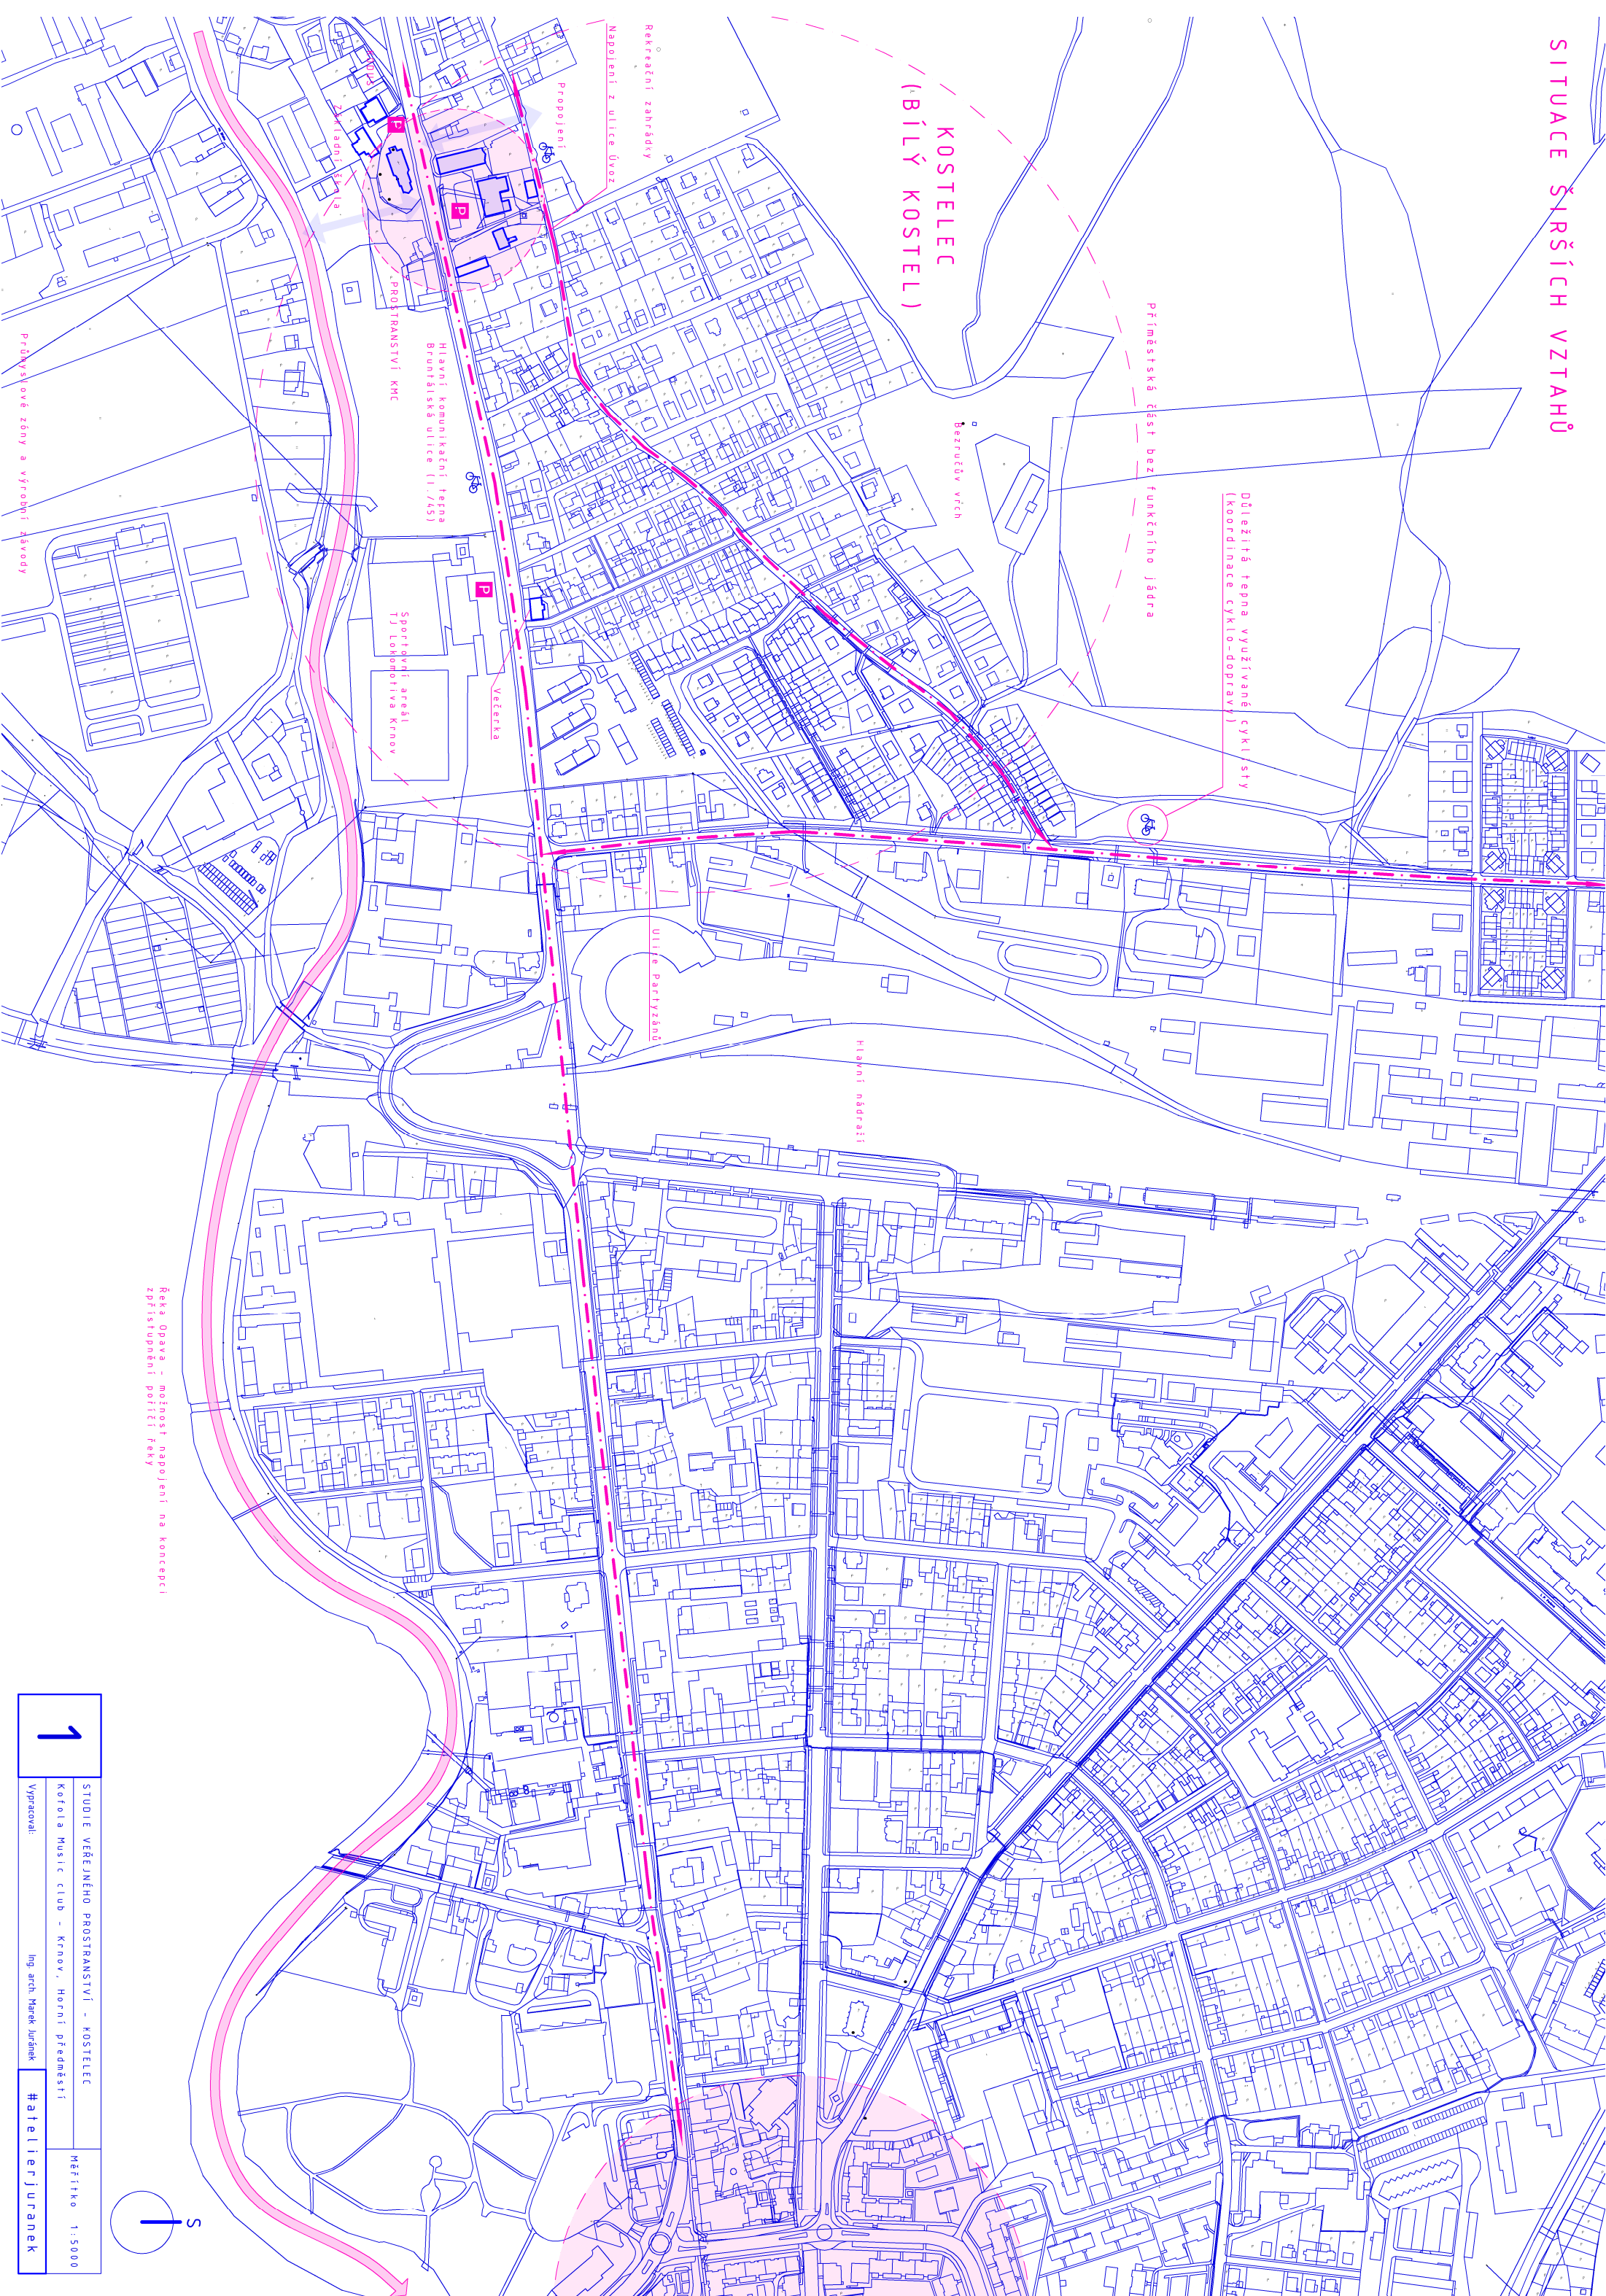 SITUACE ŠIRŠÍCH VZTAHŮ
KOSTELEC
(BÍLÝ KOSTEL)
Rekreační zahrádky
Napojení z ulice Úvoz
Propojení
Základní škola
P
P
PROSTRANSTVÍ KMC
Hlavní komunikační tepna
Bruntálská ulice (I./45)
Příměstská část bez funkčního jádra
Bezručův vrch
Důležitá tepna využívané cyklisty
(koordinace cyklo-dopravy)
Průmyslové zóny a výrobní závody
P
Sportovní areál
TJ Lokomotiva Krnov
Večerka
Ulice Partyzánů
Hlavní nádraží
Řeka Opava - možnost napojení na koncepci
zpřístupnění poříčí řeky
1
STUDIE VEŘEJNÉHO PROSTRANSTVÍ - KOSTELEC
Kofola Music club - Krnov, Horní předměstí
Měřítko 1:5000
Vypracoval:
Ing. arch. Marek Juránek
#atelierjuranek
S